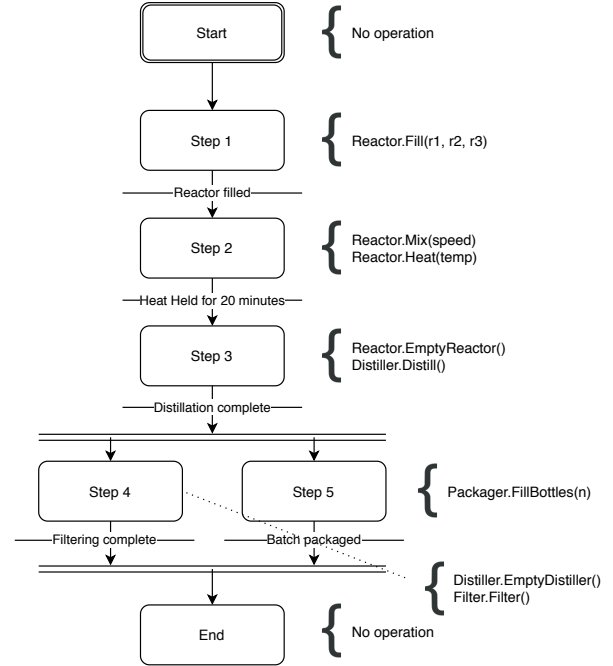 Start
No operation
Step 1
Reactor.Fill(r1, r2, r3)
Reactor filled
Step 2
Reactor.Mix(speed)
Reactor.Heat(temp)
Heat Held for 20 minutes
Step 3
Reactor.EmptyReactor()
Distiller.Distill()
Distillation complete
Step 4
Step 5
Packager.FillBottles(n)
Filtering complete
Batch packaged
Distiller.EmptyDistiller()
Filter.Filter()
End
No operation